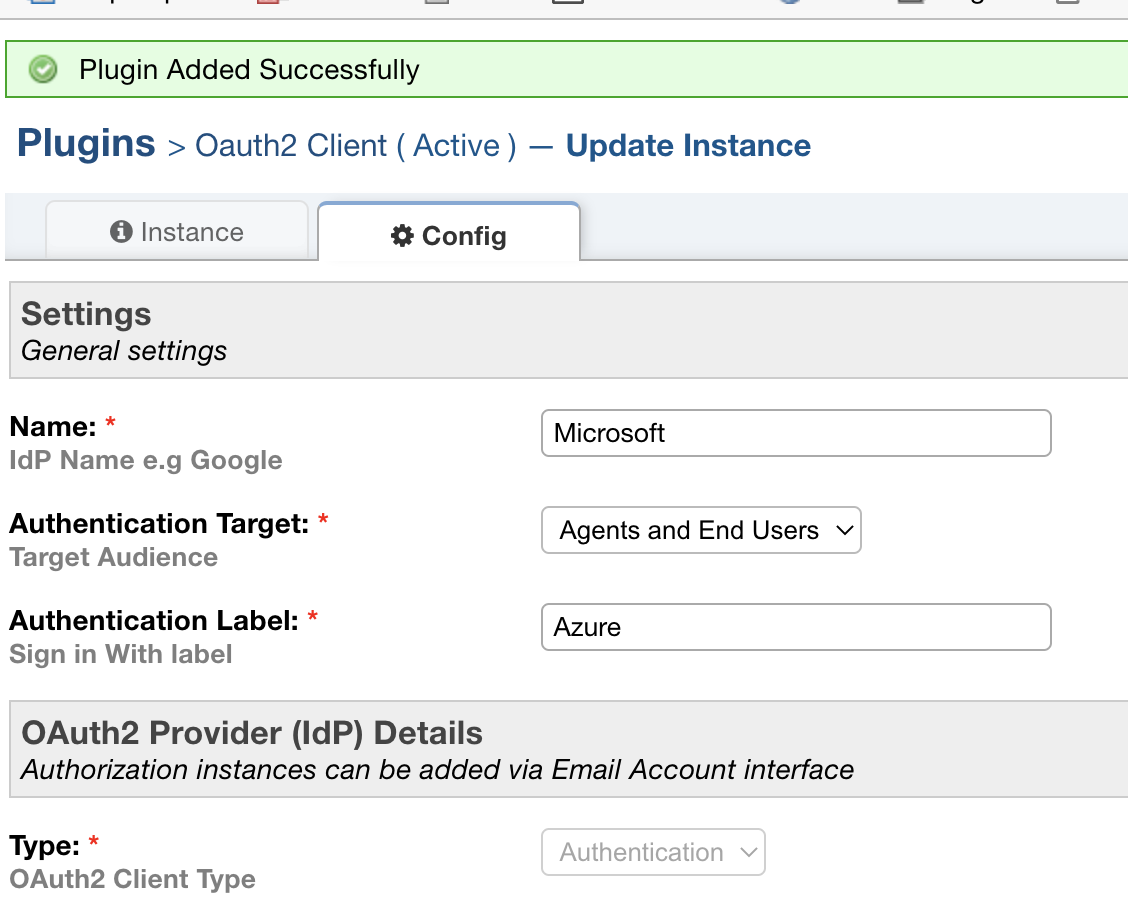 Plugin Added Successfully
Plugins > Oauth2 Client ( Active ) — Update Instance
Instance
Config
Settings
General settings
Name: *
Microsoft
IdP Name e.g Google
Authentication Target: *
Agents and End Users
Target Audience
Authentication Label: *
Azure
Sign in With label
OAuth2 Provider (IdP) Details
Authorization instances can be added via Email Account interface
Type: *
Authentication
OAuth2 Client Type